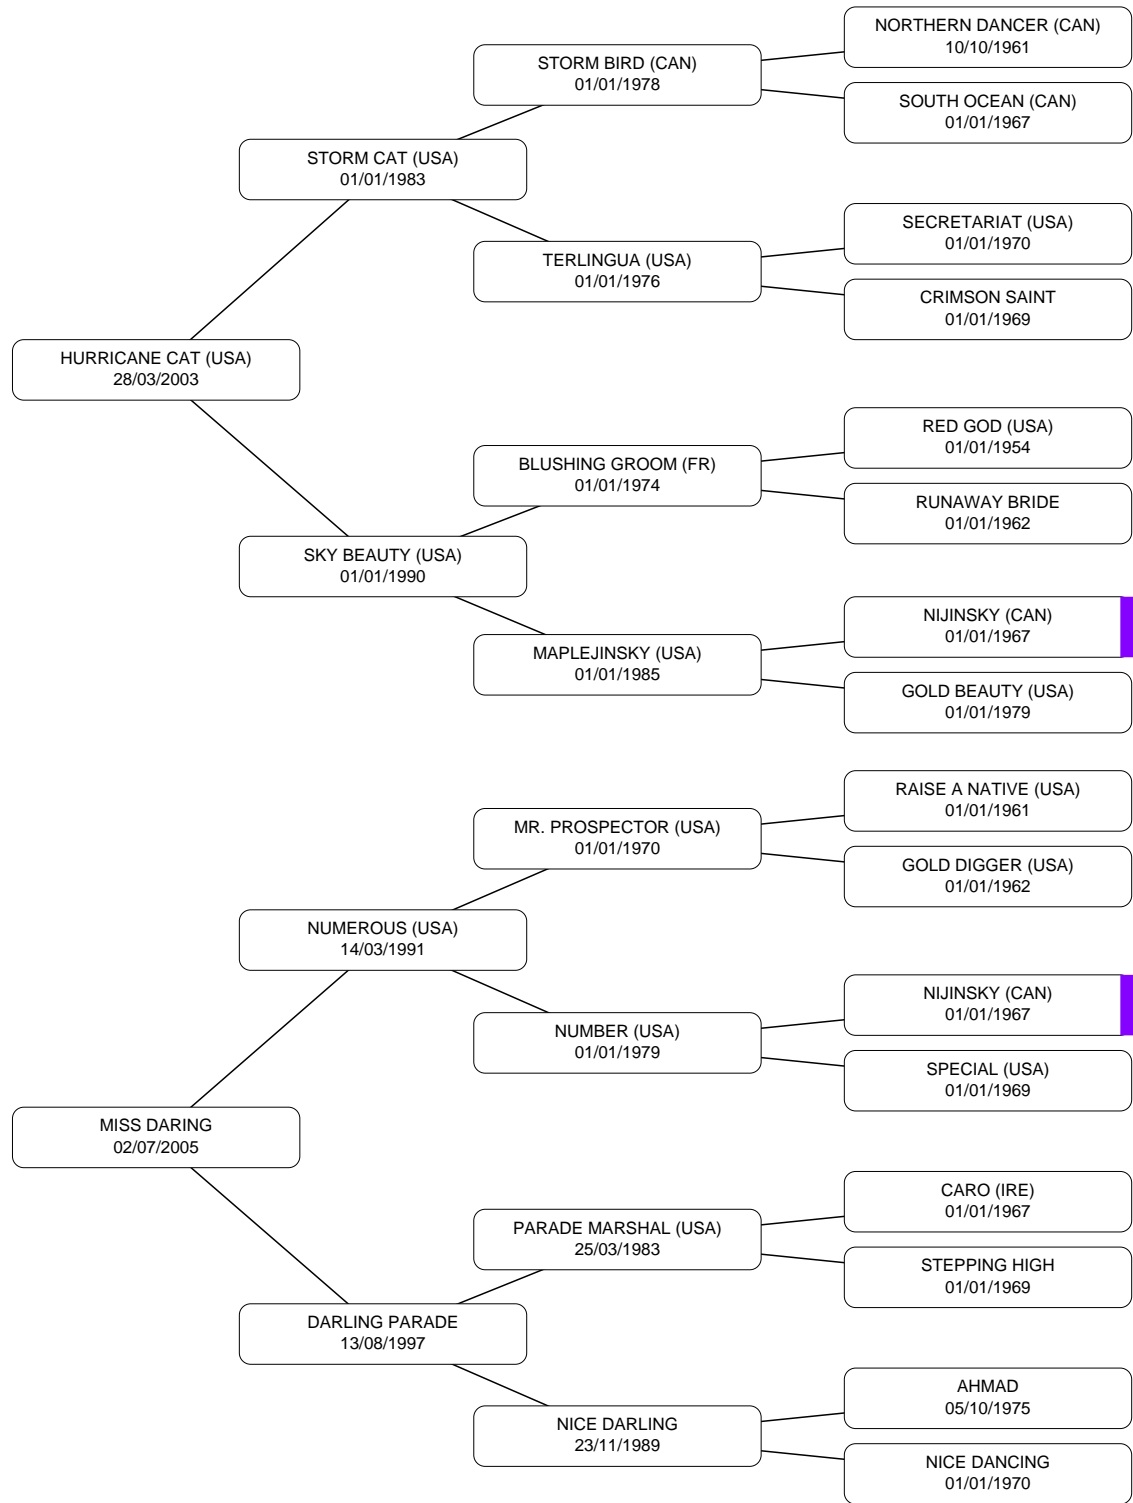 NORTHERN DANCER (CAN)
10/10/1961
STORM BIRD (CAN)
01/01/1978
SOUTH OCEAN (CAN)
01/01/1967
STORM CAT (USA)
01/01/1983
SECRETARIAT (USA)
01/01/1970
TERLINGUA (USA)
01/01/1976
CRIMSON SAINT
01/01/1969
HURRICANE CAT (USA)
28/03/2003
RED GOD (USA)
01/01/1954
BLUSHING GROOM (FR)
01/01/1974
RUNAWAY BRIDE
01/01/1962
SKY BEAUTY (USA)
01/01/1990
NIJINSKY (CAN)
01/01/1967
MAPLEJINSKY (USA)
01/01/1985
GOLD BEAUTY (USA)
01/01/1979
RAISE A NATIVE (USA)
01/01/1961
MR. PROSPECTOR (USA)
01/01/1970
GOLD DIGGER (USA)
01/01/1962
NUMEROUS (USA)
14/03/1991
NIJINSKY (CAN)
01/01/1967
NUMBER (USA)
01/01/1979
SPECIAL (USA)
01/01/1969
MISS DARING
02/07/2005
CARO (IRE)
01/01/1967
PARADE MARSHAL (USA)
25/03/1983
STEPPING HIGH
01/01/1969
DARLING PARADE
13/08/1997
AHMAD
05/10/1975
NICE DARLING
23/11/1989
NICE DANCING
01/01/1970